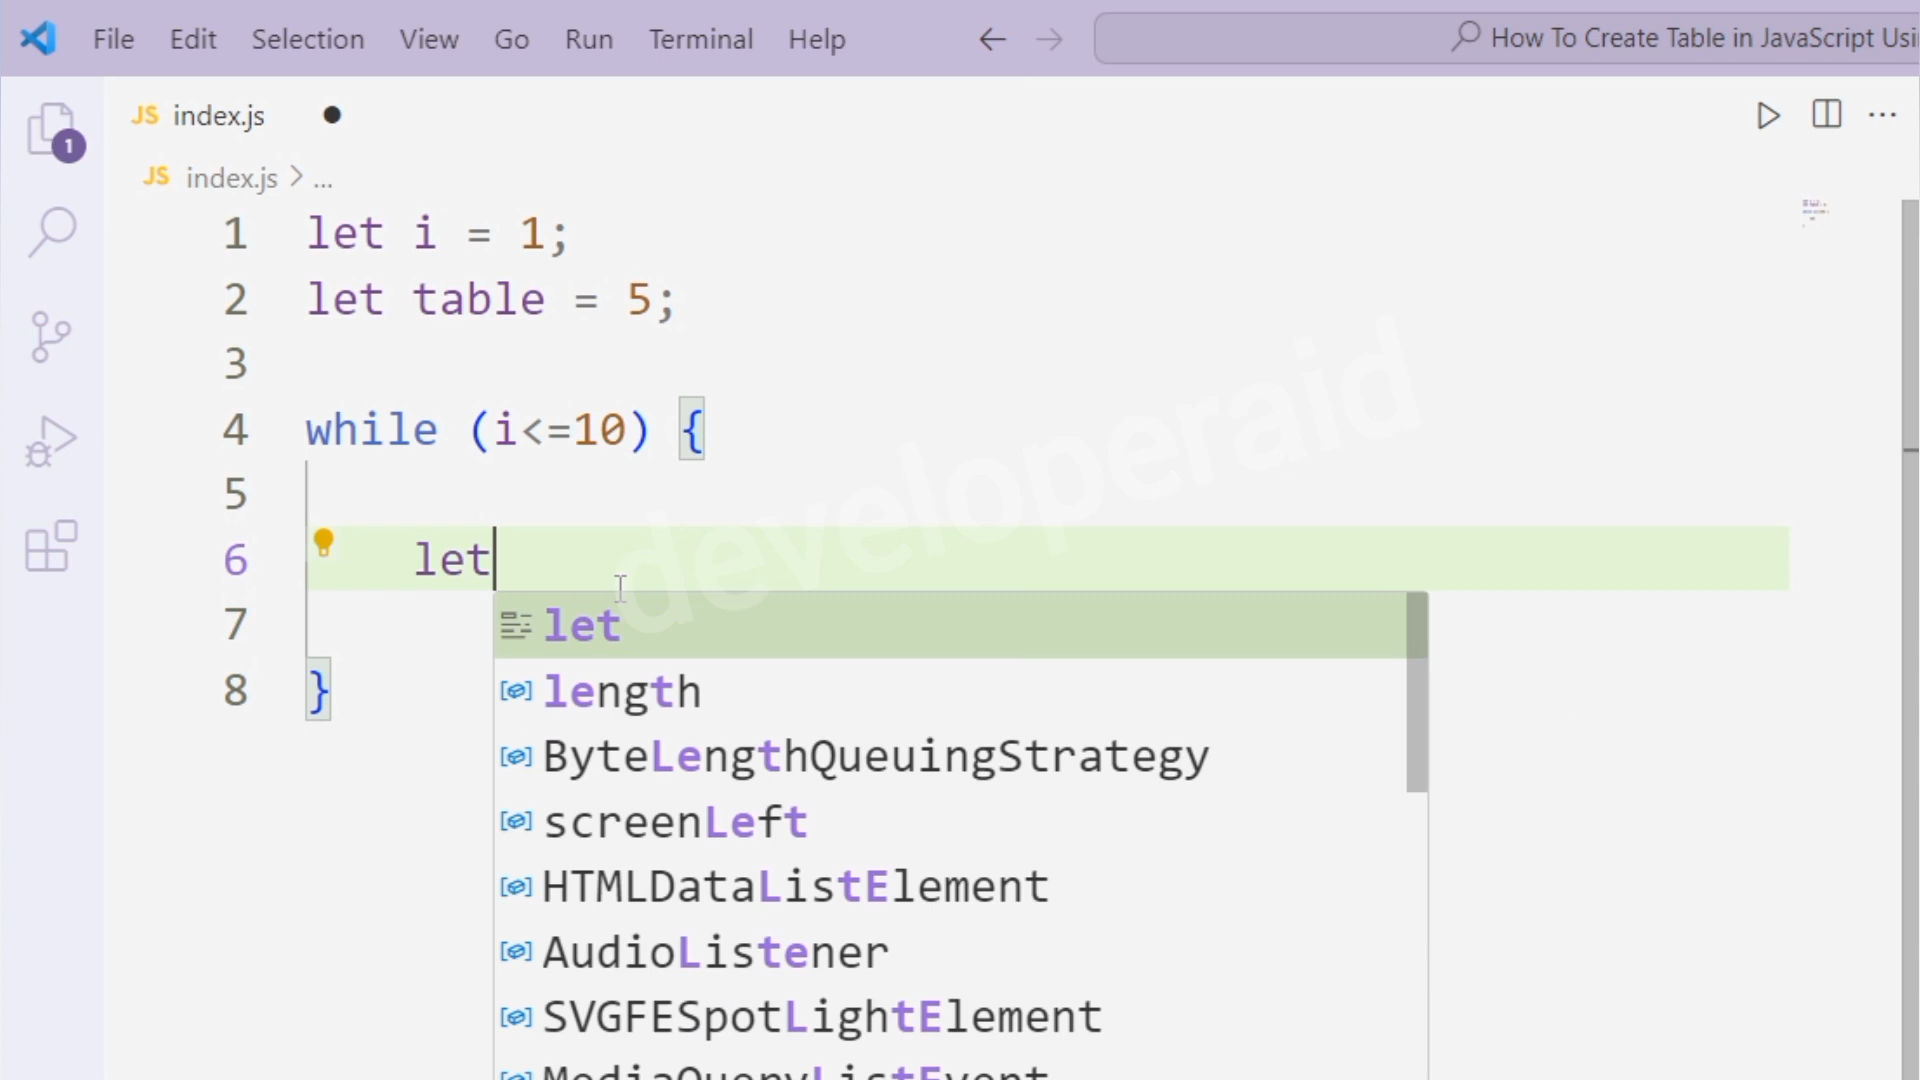 File Edit Selection View Go Run Terminal Help How To Create Table in JavaScript Usi
JS index.js
1
JS index.js > ...
1 let i = 1;
2 let table = 5;
3
4 while (i<=10) {
5
6 let
7
8 }
let
length
ByteLengthQueuingStrategy
screenLeft
HTMLDataListElement
AudioListener
SVGFESpotLightElement
MediaQueryListEvent
developeraid